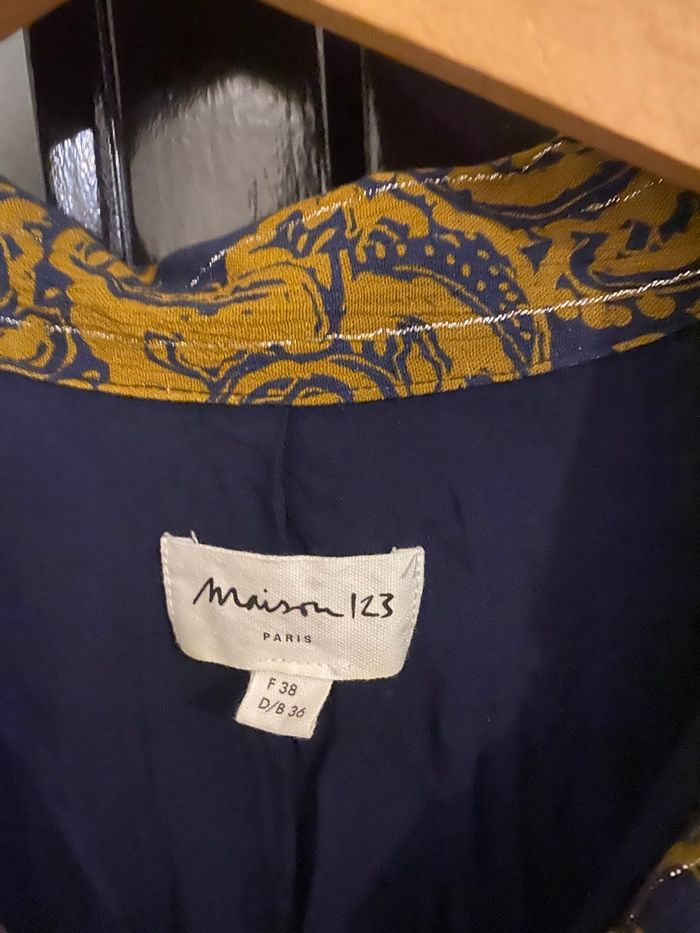 Maison 123
PARIS
F 38
D/B 36